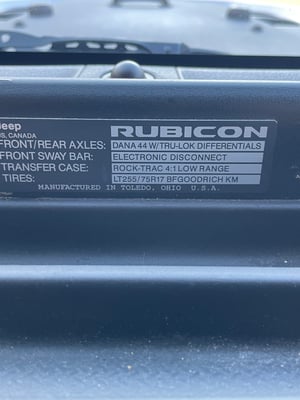 Jeep RUBICON
US, CANADA
FRONT/REAR AXLES: DANA 44 W/TRU-LOK DIFFERENTIALS
FRONT SWAY BAR: ELECTRONIC DISCONNECT
TRANSFER CASE: ROCK-TRAC 4:1 LOW RANGE
TIRES: LT255/75R17 BFGOODRICH KM
MANUFACTURED IN TOLEDO, OHIO U.S.A.